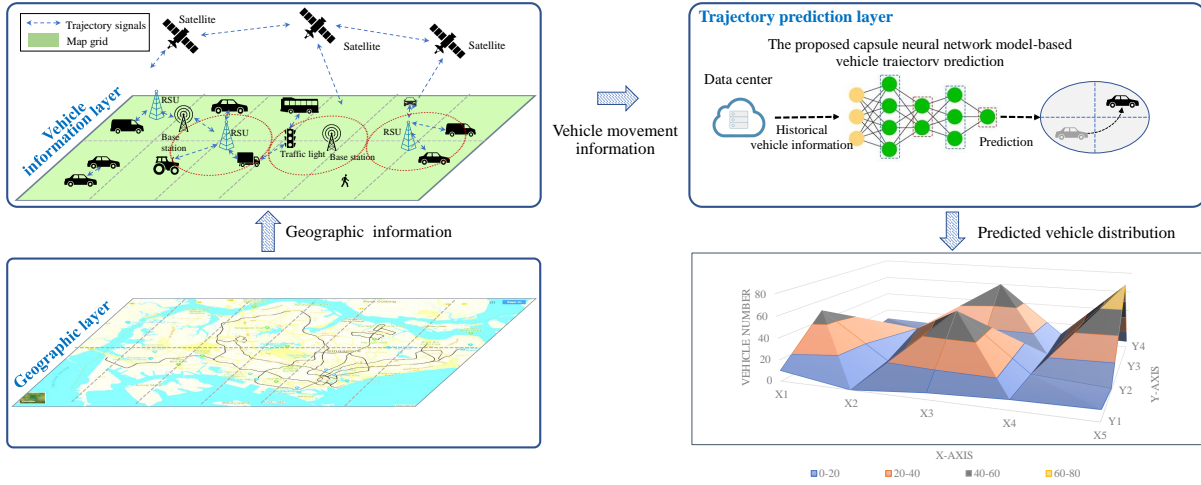 Trajectory signals
Map grid
Satellite
Satellite
Satellite
Vehicle
information layer
RSU
RSU
RSU
Base
station
Traffic light
Base station
Vehicle movement
information
Trajectory prediction layer
The proposed capsule neural network model-based
vehicle trajectory prediction
Data center
Historical
vehicle information
Prediction
Geographic information
Predicted vehicle distribution
Geographic layer
VEHICLE NUMBER
80
60
40
20
0
X1
X2
X3
X4
X5
Y1
Y2
Y3
Y4
Y-AXIS
X-AXIS
0-20
20-40
40-60
60-80